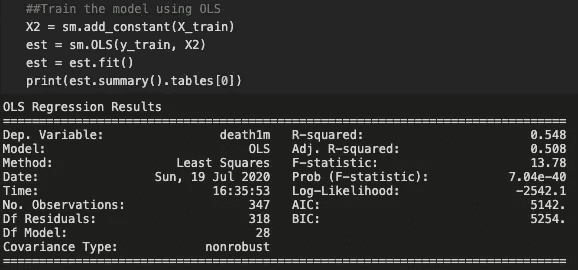 ##Train the model using OLS
X2 = sm.add_constant(X_train)
est = sm.OLS(y_train, X2)
est = est.fit()
print(est.summary().tables[0])
OLS Regression Results
==============================================================================
Dep. Variable: death1m R-squared: 0.548
Model: OLS Adj. R-squared: 0.508
Method: Least Squares F-statistic: 13.78
Date: Sun, 19 Jul 2020 Prob (F-statistic): 7.04e-40
Time: 16:35:53 Log-Likelihood: -2542.1
No. Observations: 347 AIC: 5142.
Df Residuals: 318 BIC: 5254.
Df Model: 28
Covariance Type: nonrobust
==============================================================================